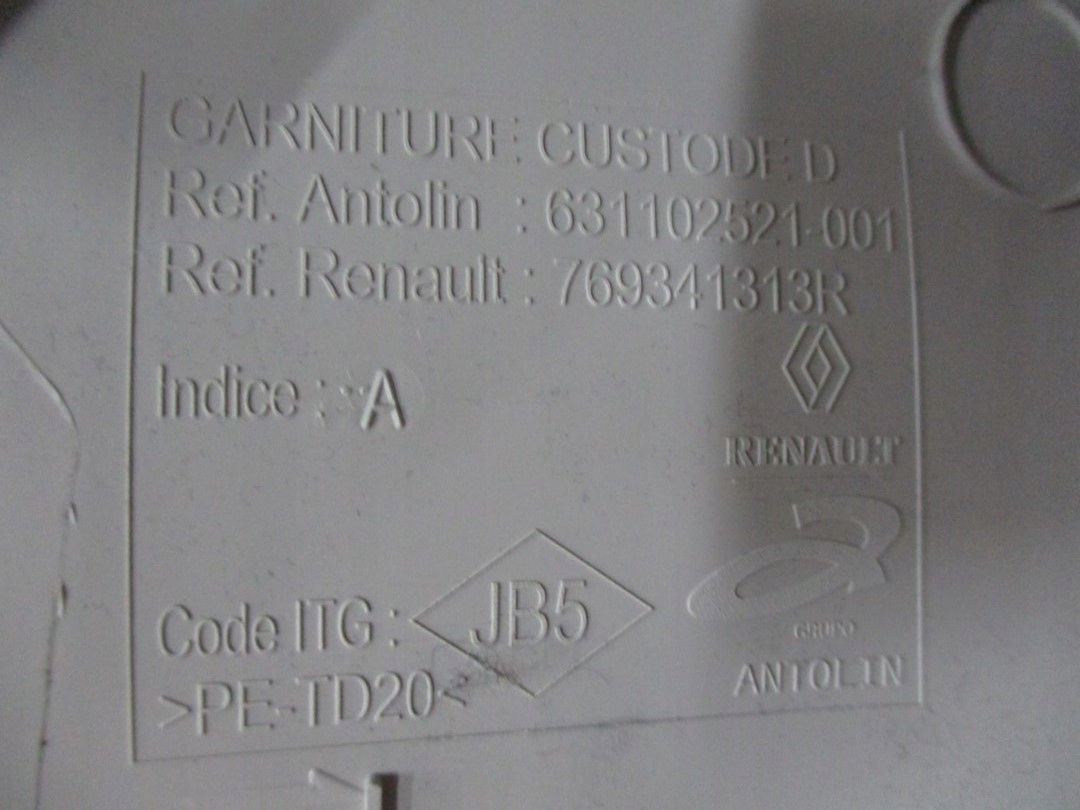 GARNITURE CUSTODE D
Ref. Antolin : 631102521-001
Ref. Renault : 769341313R
Indice : A
RENAULT
Code ITG : JB5
GRUPO
ANTOLIN
>PE-TD20<